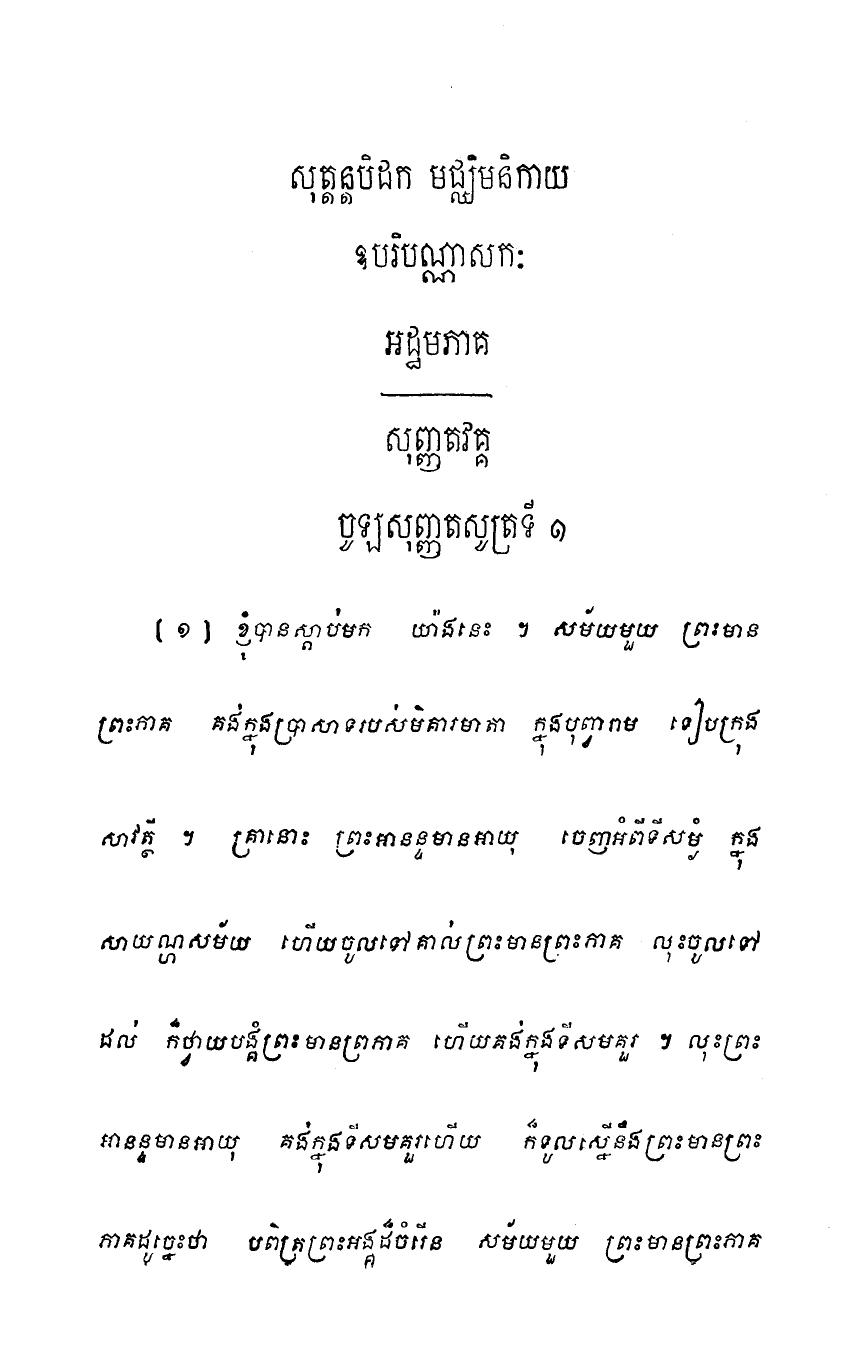 សុត្តន្តបិដក មជ្ឈិមនិកាយ
ឧបរិបណ្ណាសកៈ
អដ្ឋមភាគ
សុញ្ញតវគ្គ
ចូឡសុញ្ញតសូត្រទី ១
(១) ខ្ញុំបានស្តាប់មក យ៉ាងនេះ ។ សម័យមួយ ព្រះមាន
ព្រះភាគ គង់ក្នុងប្រាសាទរបស់មិគារមាតា ក្នុងបុព្វារាម ទៀបក្រុង
សាវត្ថី ។ គ្រានោះ ព្រះអានន្ទមានអាយុ ចេញអំពីទីសម្ងំ ក្នុង
សាយណ្ហសម័យ ហើយចូលទៅគាល់ព្រះមានព្រះភាគ លុះចូលទៅ
ដល់ ក៏ថ្វាយបង្គំព្រះមានព្រភាគ ហើយគង់ក្នុងទីសមគួរ ។ លុះព្រះ
អានន្ទមានអាយុ គង់ក្នុងទីសមគួរហើយ ក៏ទូលស្នើនឹងព្រះមានព្រះ
ភាគដូច្នេះថា បពិត្រព្រះអង្គដ៏ចំរើន សម័យមួយ ព្រះមានព្រះភាគ